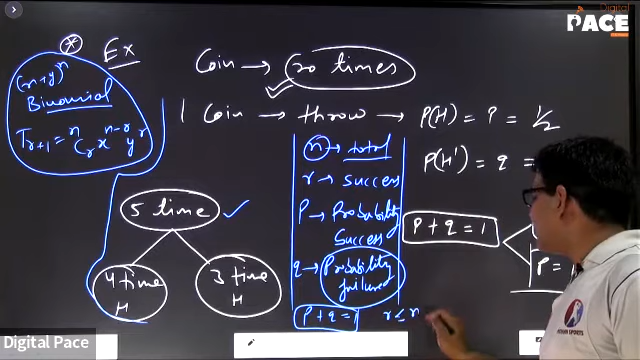 Digital
PACE
* Ex
(x+y)^n
Binomial
T_{r+1} = ^nC_r x^{n-r} y^r
Coin → 20 times
1 Coin → throw → P(H) = P = 1/2
P(H') = q =
n → total
r → success
P → Probability
Success
q → Probability
failure
P + q = 1
r ≤ n
P + q = 1
P =
5 time
4 time
H
3 time
H
Digital Pace